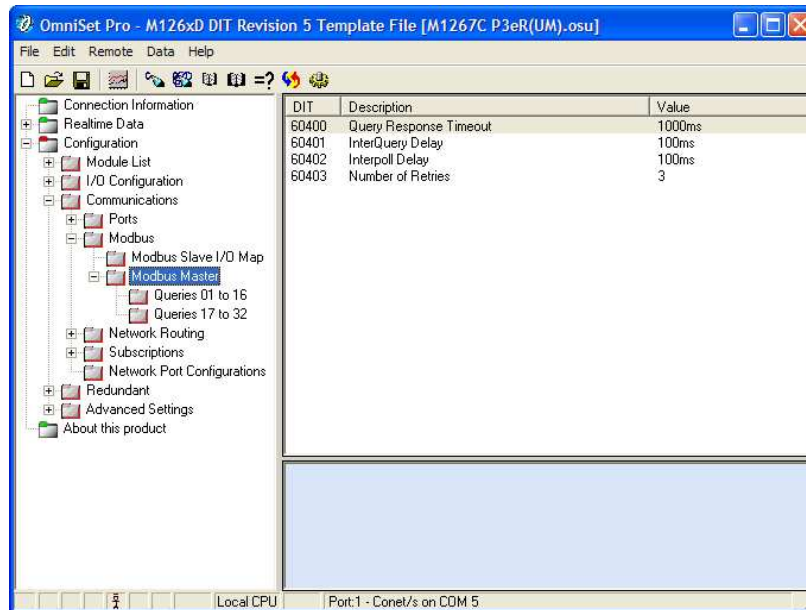 OmniSet Pro - M126xD DIT Revision 5 Template File [M1267C P3eR(UM).osu]
File Edit Remote Data Help
Connection Information
Realtime Data
Configuration
Module List
I/O Configuration
Communications
Ports
Modbus
Modbus Slave I/O Map
Modbus Master
Queries 01 to 16
Queries 17 to 32
Network Routing
Subscriptions
Network Port Configurations
Redundant
Advanced Settings
About this product
DIT Description Value
60400 Query Response Timeout 1000ms
60401 InterQuery Delay 100ms
60402 Interpoll Delay 100ms
60403 Number of Retries 3
Local CPU Port:1 - Conet/s on COM 5